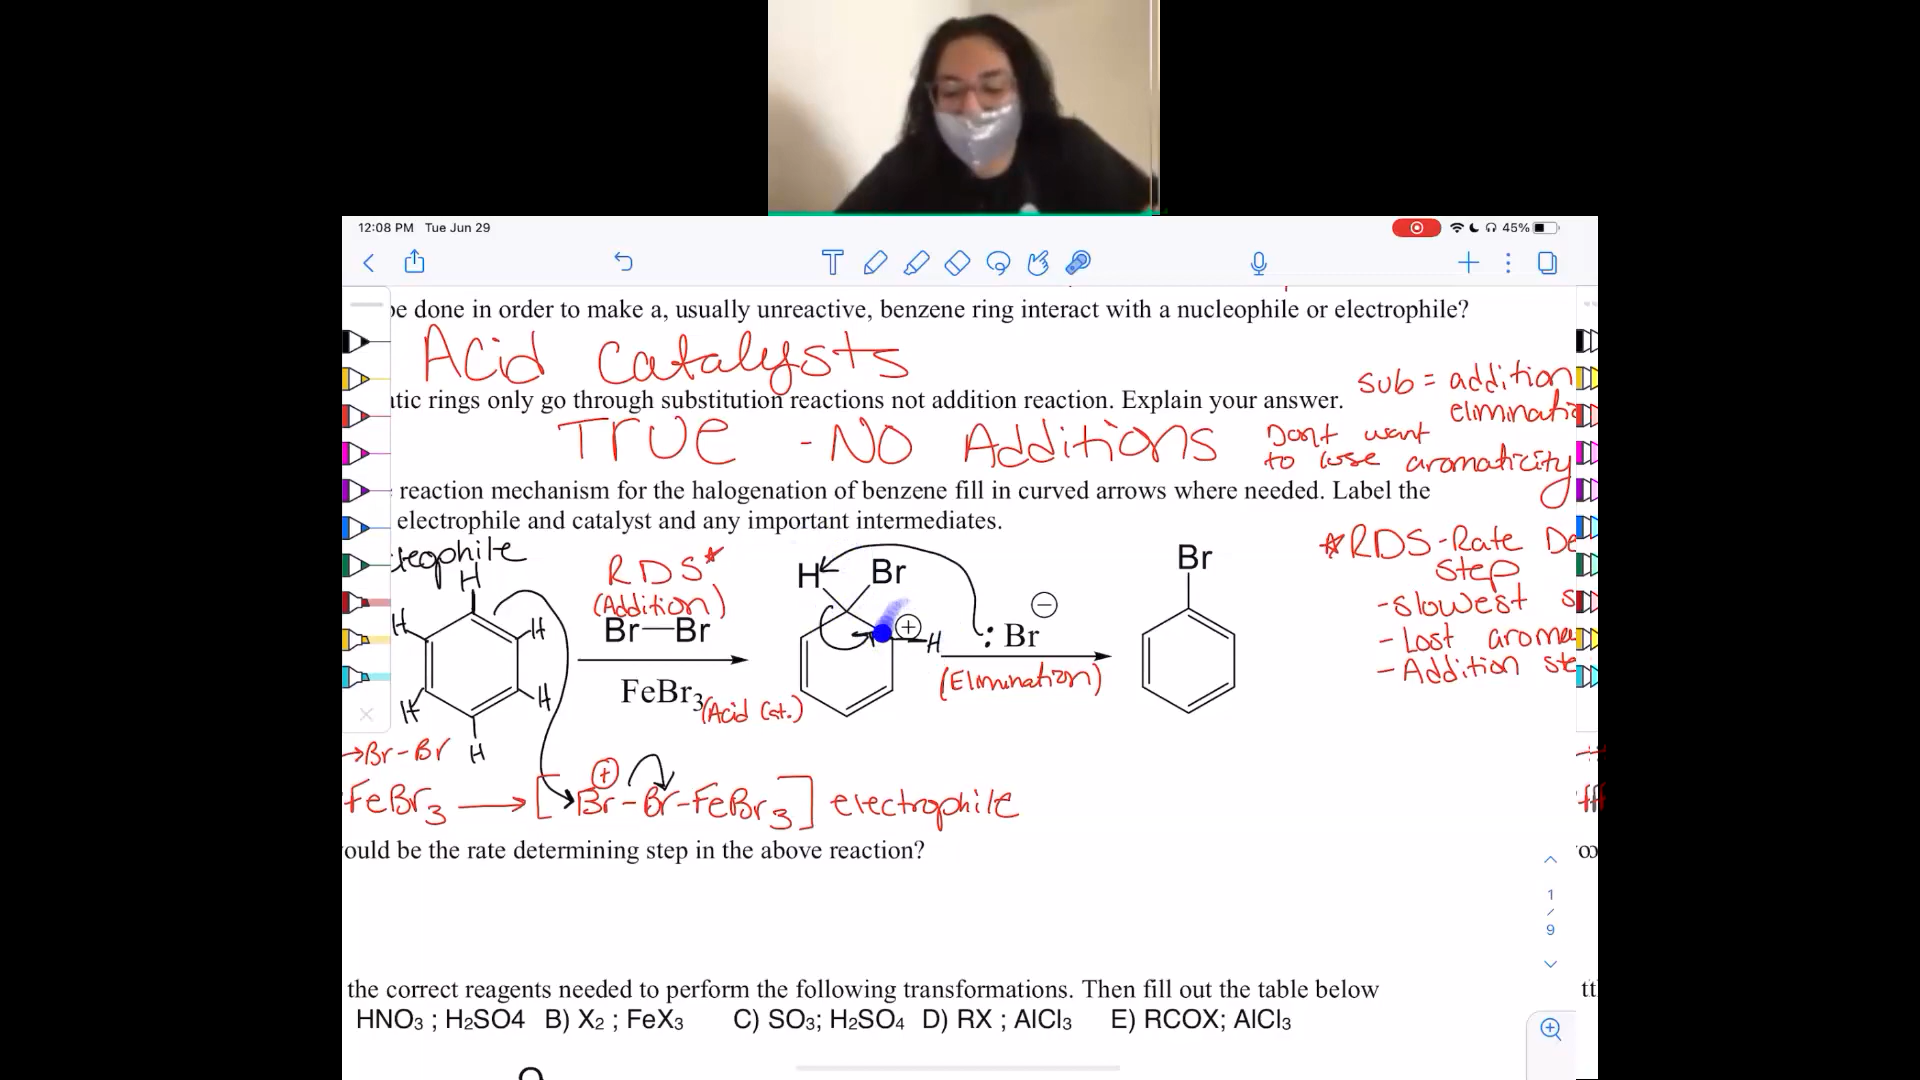 12:08 PM Tue Jun 29
45%
be done in order to make a, usually unreactive, benzene ring interact with a nucleophile or electrophile?
Acid Catalysts
sub = addition
eliminatio
atic rings only go through substitution reactions not addition reaction. Explain your answer.
TRUE - NO Additions
Don't want
to lose aromaticity
reaction mechanism for the halogenation of benzene fill in curved arrows where needed. Label the
electrophile and catalyst and any important intermediates.
leophile
RDS*
(Addition)
Br—Br
FeBr3 (Acid Cat.)
H H H H H H
H Br
+ H
: Br −
(Elimination)
Br
*RDS-Rate De
step
- slowest s
- Lost aroma
- Addition ste
→Br-Br
FeBr3 → [Br + -Br-FeBr3] electrophile
ould be the rate determining step in the above reaction?
1
/
9
the correct reagents needed to perform the following transformations. Then fill out the table below
HNO3 ; H2SO4 B) X2 ; FeX3 C) SO3; H2SO4 D) RX ; AlCl3 E) RCOX; AlCl3